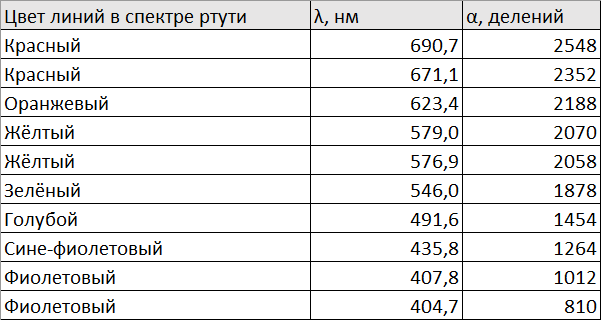 Цвет линий в спектре ртути λ, нм α, делений
Красный 690,7 2548
Красный 671,1 2352
Оранжевый 623,4 2188
Жёлтый 579,0 2070
Жёлтый 576,9 2058
Зелёный 546,0 1878
Голубой 491,6 1454
Сине-фиолетовый 435,8 1264
Фиолетовый 407,8 1012
Фиолетовый 404,7 810